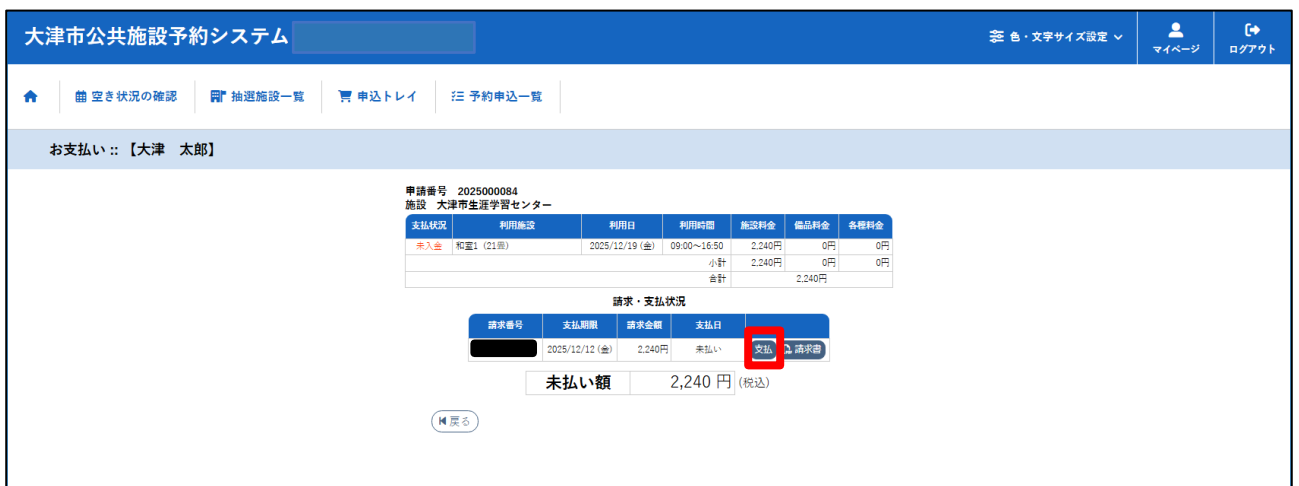 大津市公共施設予約システム
色・文字サイズ設定
マイページ
ログアウト
空き状況の確認 抽選施設一覧 申込トレイ 予約申込一覧
お支払い :: 【大津　太郎】
申請番号　2025000084
施設　大津市生涯学習センター
支払状況 利用施設 利用日 利用時間 施設料金 備品料金 各種料金
未入金 和室1（21畳） 2025/12/19 (金) 09:00～16:50 2,240円 0円 0円
小計 2,240円 0円 0円
合計 2,240円
請求・支払状況
請求番号 支払期限 請求金額 支払日
2025/12/12 (金) 2,240円 未払い 支払 請求書
未払い額 2,240 円 (税込)
戻る